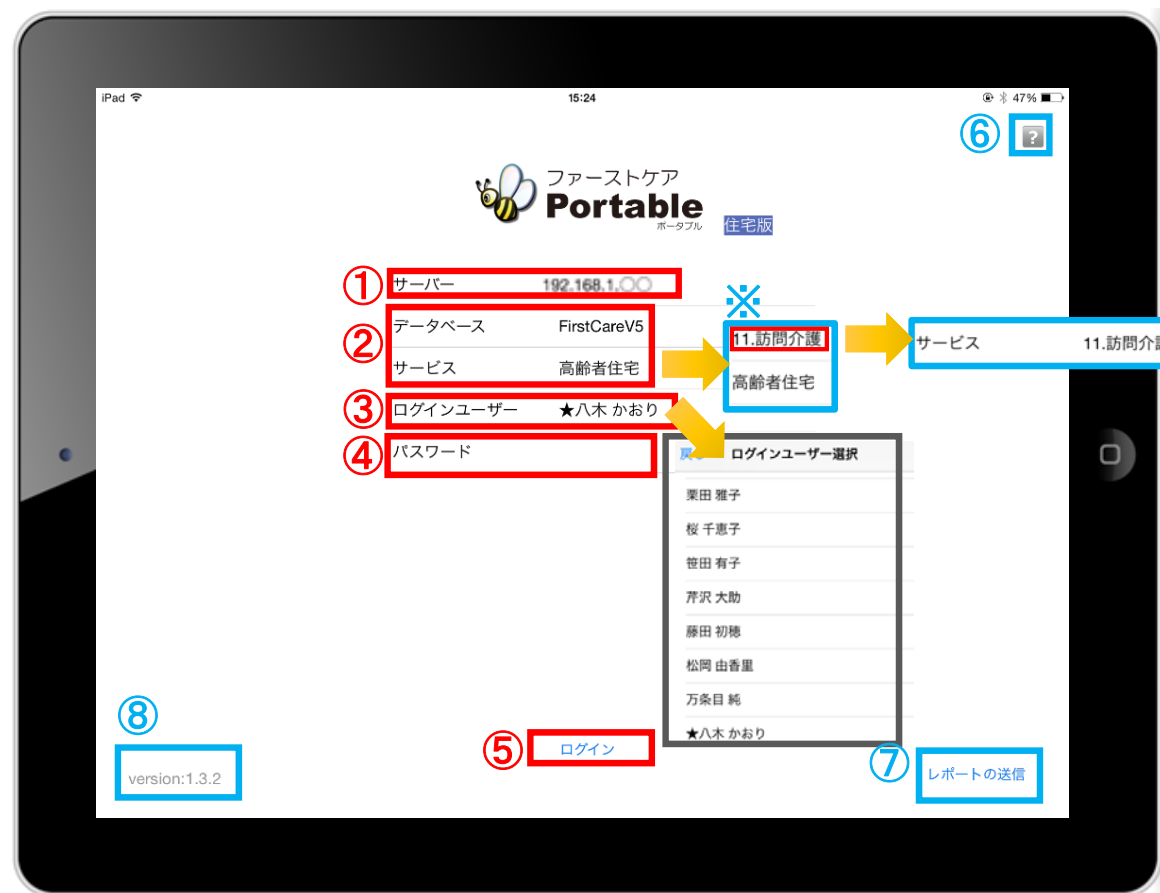 iPad 15:24 47%
⑥ ?
ファーストケア
Portable
ポータブル 住宅版
① サーバー 192.168.1.○○
※
② データベース FirstCareV5
サービス 高齢者住宅
11.訪問介護
高齢者住宅
サービス 11.訪問介護
③ ログインユーザー ★八木 かおり
④ パスワード
ログインユーザー選択
栗田 雅子
桜 千恵子
笹田 有子
芹沢 大助
藤田 初穂
松岡 由香里
万条目 純
★八木 かおり
⑤ ログイン
⑦ レポートの送信
⑧
version:1.3.2